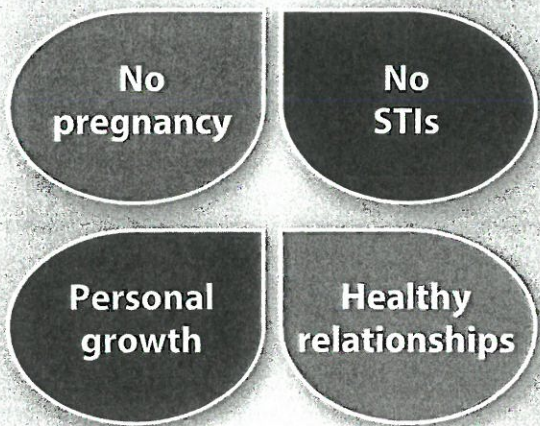 No
pregnancy
No
STIs
Personal
growth
Healthy
relationships